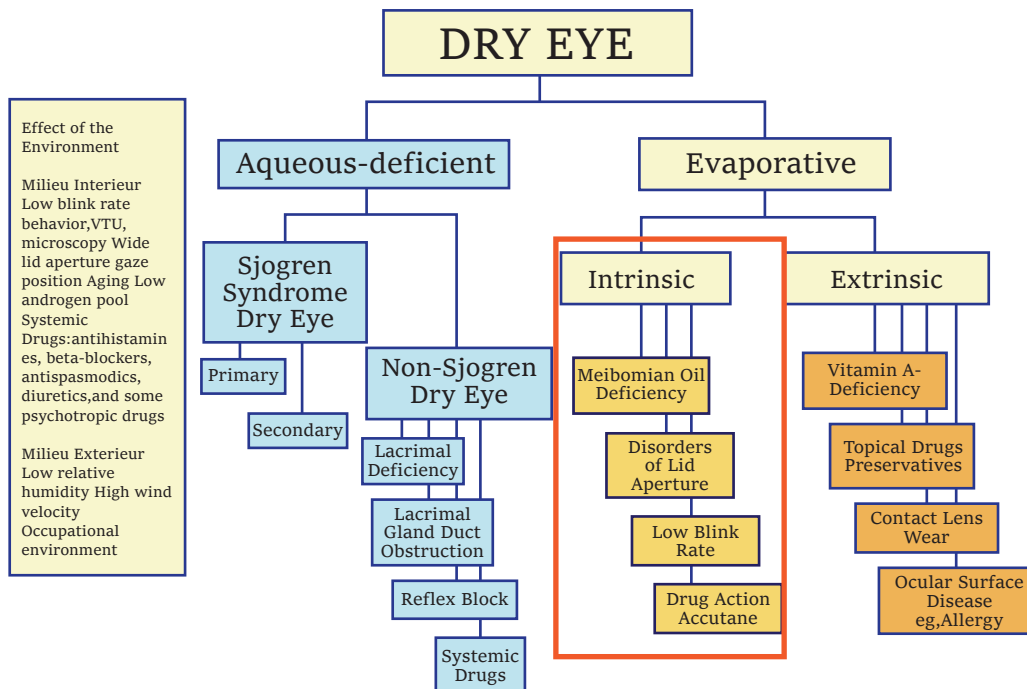 DRY EYE
Effect of the
Environment
Milieu Interieur
Low blink rate
behavior,VTU,
microscopy Wide
lid aperture gaze
position Aging Low
androgen pool
Systemic
Drugs:antihistamin
es, beta-blockers,
antispasmodics,
diuretics,and some
psychotropic drugs
Milieu Exterieur
Low relative
humidity High wind
velocity
Occupational
environment
Aqueous-deficient
Sjogren
Syndrome
Dry Eye
Primary
Secondary
Non-Sjogren
Dry Eye
Lacrimal
Deficiency
Lacrimal
Gland Duct
Obstruction
Reflex Block
Systemic
Drugs
Evaporative
Intrinsic
Meibomian Oil
Deficiency
Disorders
of Lid
Aperture
Low Blink
Rate
Drug Action
Accutane
Extrinsic
Vitamin A-
Deficiency
Topical Drugs
Preservatives
Contact Lens
Wear
Ocular Surface
Disease
eg,Allergy